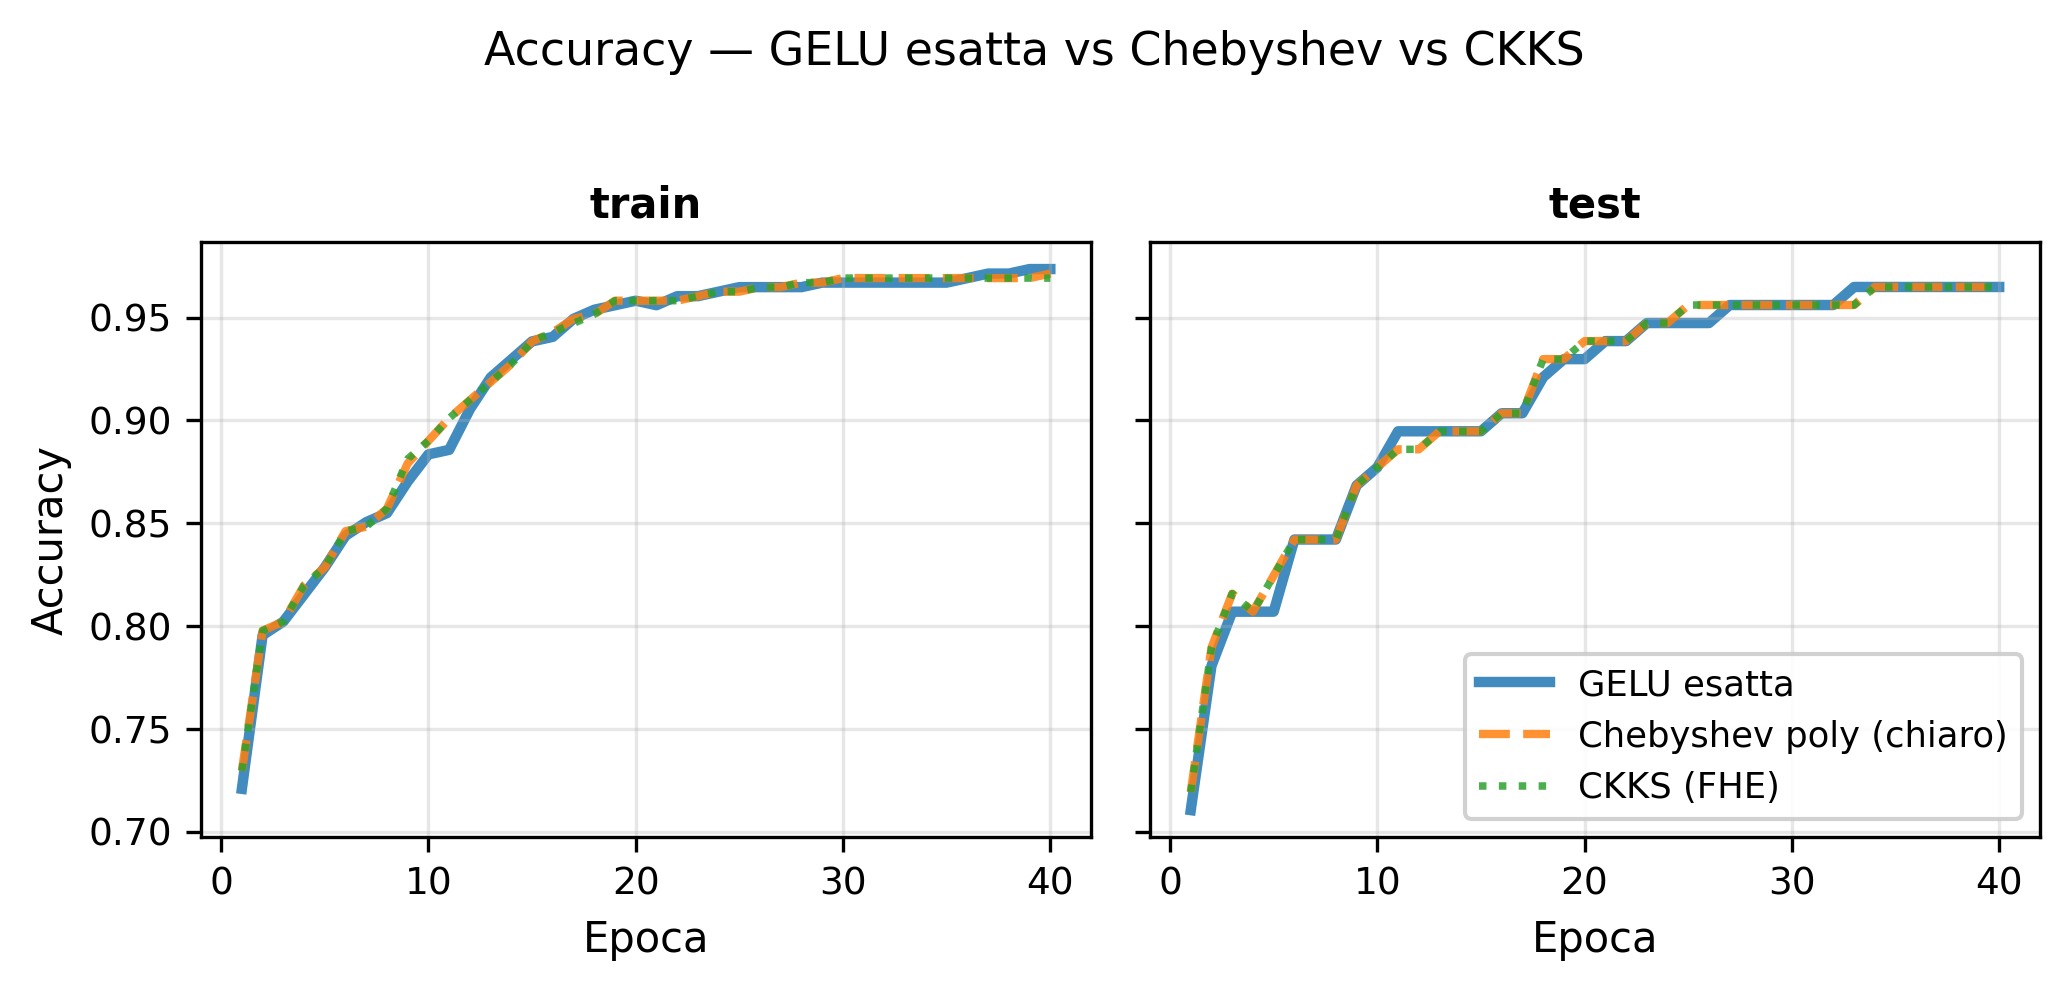 Accuracy — GELU esatta vs Chebyshev vs CKKS
train
test
0.95
0.90
0.85
0.80
0.75
0.70
Accuracy
0 10 20 30 40
0 10 20 30 40
Epoca
Epoca
GELU esatta
Chebyshev poly (chiaro)
CKKS (FHE)